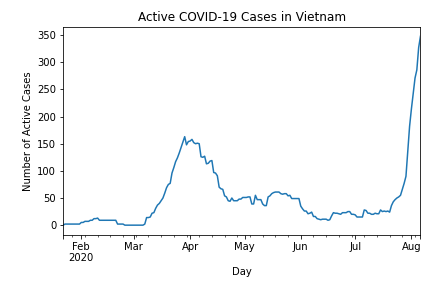 Active COVID-19 Cases in Vietnam
350
300
250
200
150
100
50
0
Number of Active Cases
Feb Mar Apr May Jun Jul Aug
2020
Day